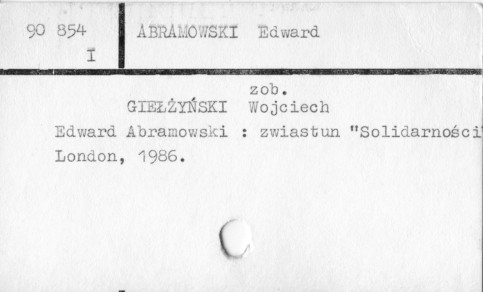 90 854 ABRAMOWSKI Edward
I
zob.
GIEŁŻYŃSKI Wojciech
Edward Abramowski : zwiastun "Solidarności"
London, 1986.